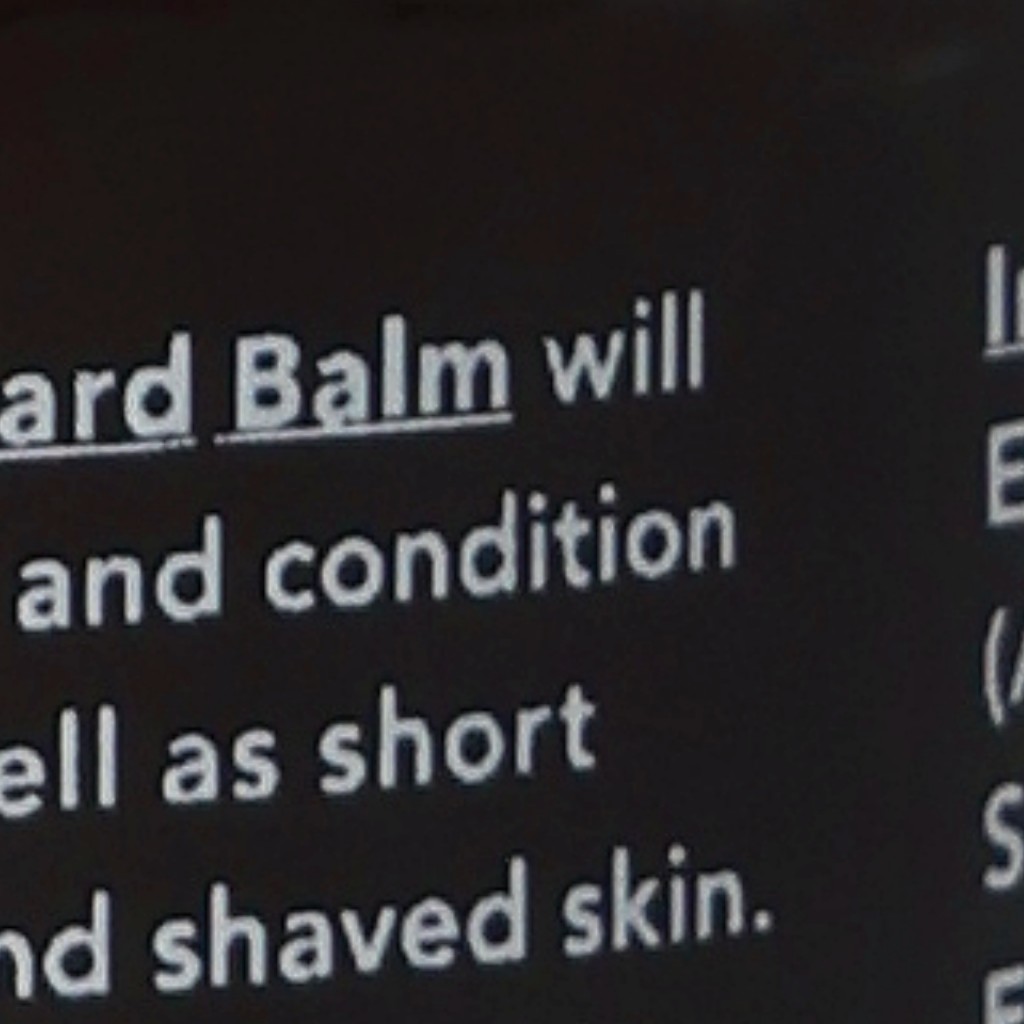 ard Balm will
and condition
ell as short
nd shaved skin.